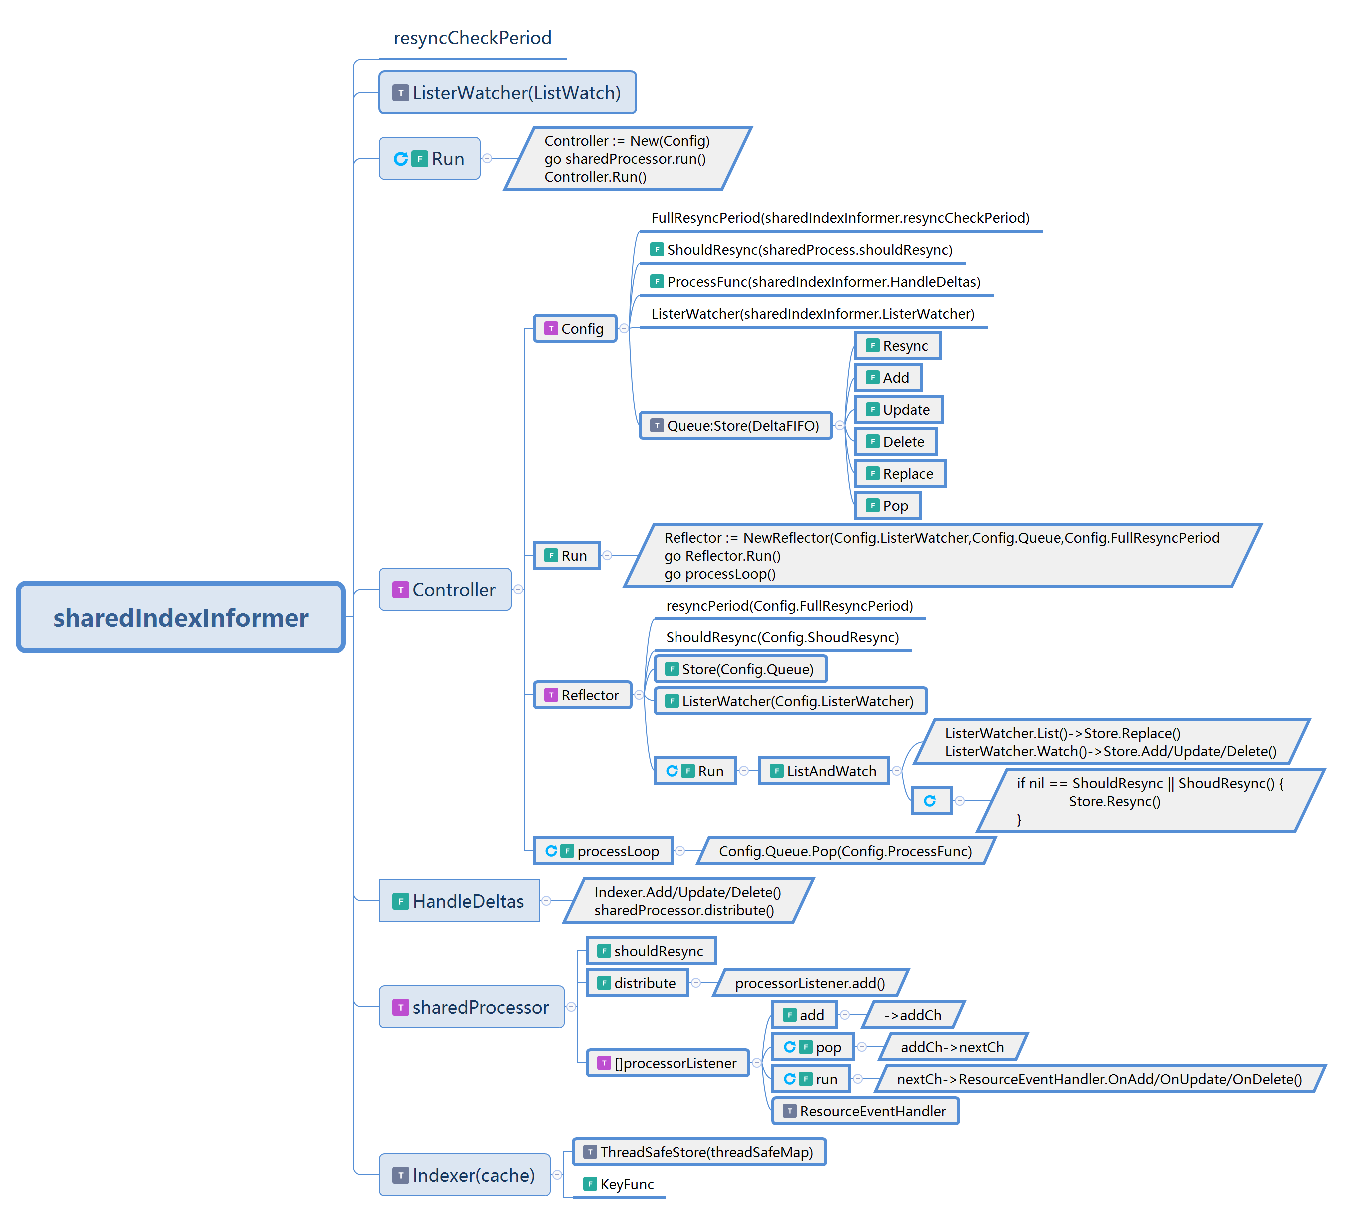 resyncCheckPeriod
T ListerWatcher(ListWatch)
F Run
Controller := New(Config)
go sharedProcessor.run()
Controller.Run()
FullResyncPeriod(sharedIndexInformer.resyncCheckPeriod)
F ShouldResync(sharedProcess.shouldResync)
F ProcessFunc(sharedIndexInformer.HandleDeltas)
ListerWatcher(sharedIndexInformer.ListerWatcher)
T Config
F Resync
F Add
F Update
T Queue:Store(DeltaFIFO)
F Delete
F Replace
F Pop
Reflector := NewReflector(Config.ListerWatcher,Config.Queue,Config.FullResyncPeriod
F Run
go Reflector.Run()
go processLoop()
T Controller
sharedIndexInformer
resyncPeriod(Config.FullResyncPeriod)
ShouldResync(Config.ShoudResync)
F Store(Config.Queue)
T Reflector
F ListerWatcher(Config.ListerWatcher)
F Run
F ListAndWatch
ListerWatcher.List()->Store.Replace()
ListerWatcher.Watch()->Store.Add/Update/Delete()
if nil == ShouldResync || ShoudResync() {
Store.Resync()
}
F processLoop
Config.Queue.Pop(Config.ProcessFunc)
F HandleDeltas
Indexer.Add/Update/Delete()
sharedProcessor.distribute()
F shouldResync
F distribute
processorListener.add()
T sharedProcessor
F add
->addCh
F pop
addCh->nextCh
T []processorListener
F run
nextCh->ResourceEventHandler.OnAdd/OnUpdate/OnDelete()
T ResourceEventHandler
T Indexer(cache)
T ThreadSafeStore(threadSafeMap)
F KeyFunc